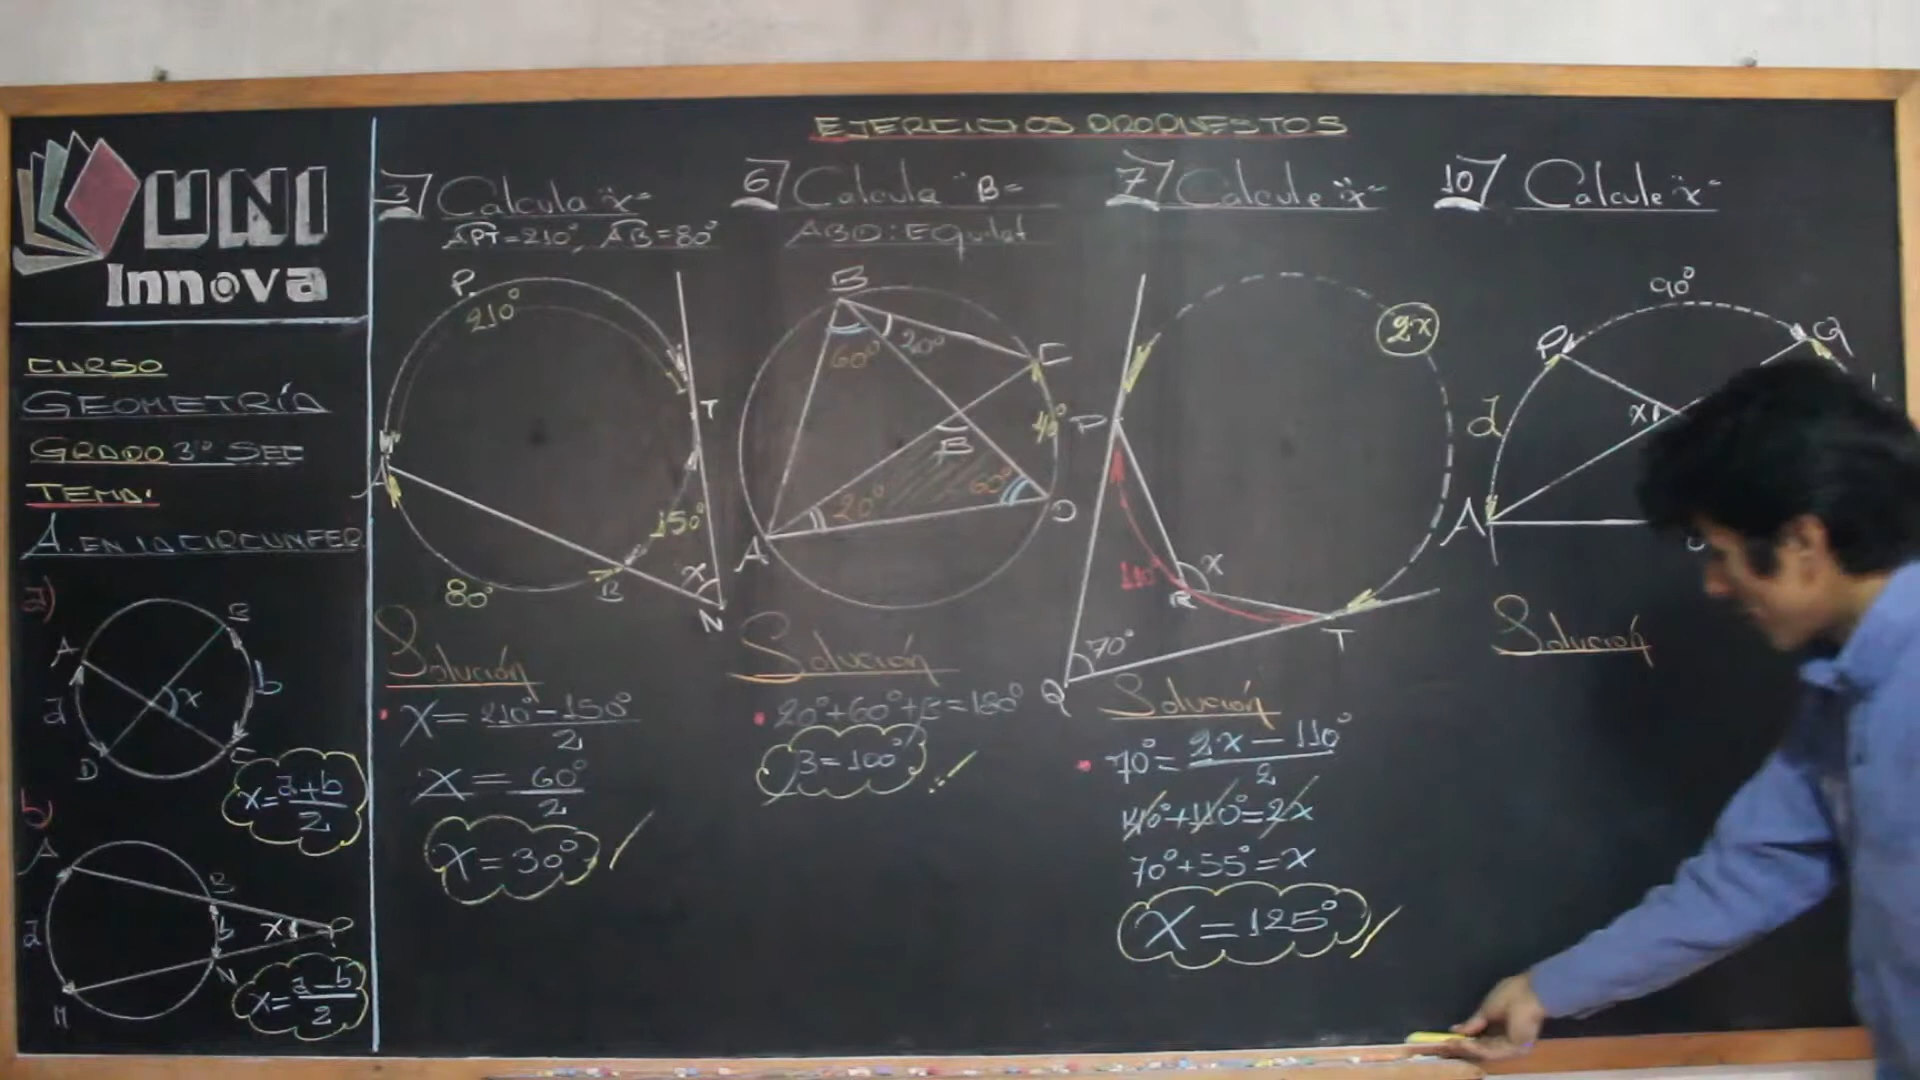 UNI
Innova
CURSO
GEOMETRÍA
GRADO 3° SEC
TEMA:
A. EN LA CIRCUNFER
a)
A
B
a
x
b
D
C
x = a+b / 2
b)
A
B
a
b
x
P
N
M
x = a-b / 2
EJERCICIOS PROPUESTOS
3 Calcula "x"
APT = 210°, AB = 80°
P
210°
T
A
150°
x
80°
B
N
Solución
x = 210° - 150° / 2
x = 60° / 2
x = 30°
6 Calcula "B"
ABD: Equilat
B
60°
20°
C
40°
B
20°
60°
A
D
Solución
20° + 60° + B = 180°
B = 100°
7 Calcule "x"
2x
P
110°
x
R
T
70°
Q
Solución
70° = 2x - 110° / 2
140° + 110° = 2x
70° + 55° = x
x = 125°
10 Calcule "x"
90°
P
Q
a
x
A
Solución